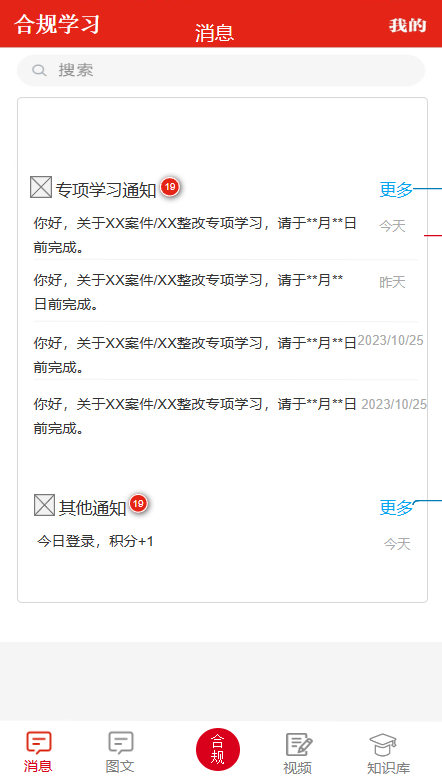 合规学习
消息
我的
搜索
专项学习通知 19
更多
你好，关于XX案件/XX整改专项学习，请于**月**日
前完成。
今天
你好，关于XX案件/XX整改专项学习，请于**月**
日前完成。
昨天
你好，关于XX案件/XX整改专项学习，请于**月**日
前完成。
2023/10/25
你好，关于XX案件/XX整改专项学习，请于**月**日
前完成。
2023/10/25
其他通知 19
更多
今日登录，积分+1
今天
消息
图文
合
规
视频
知识库